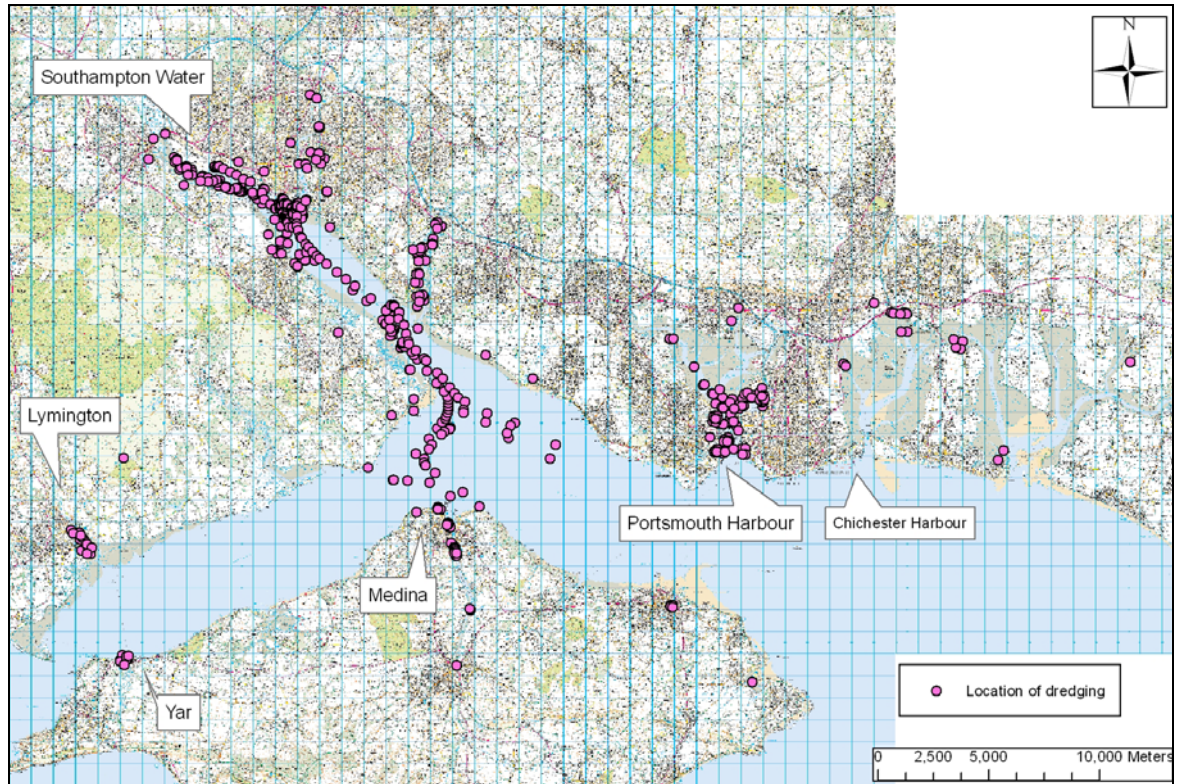 N
Southampton Water
Lymington
Portsmouth Harbour
Chichester Harbour
Medina
Yar
Location of dredging
0 2,500 5,000 10,000 Meters